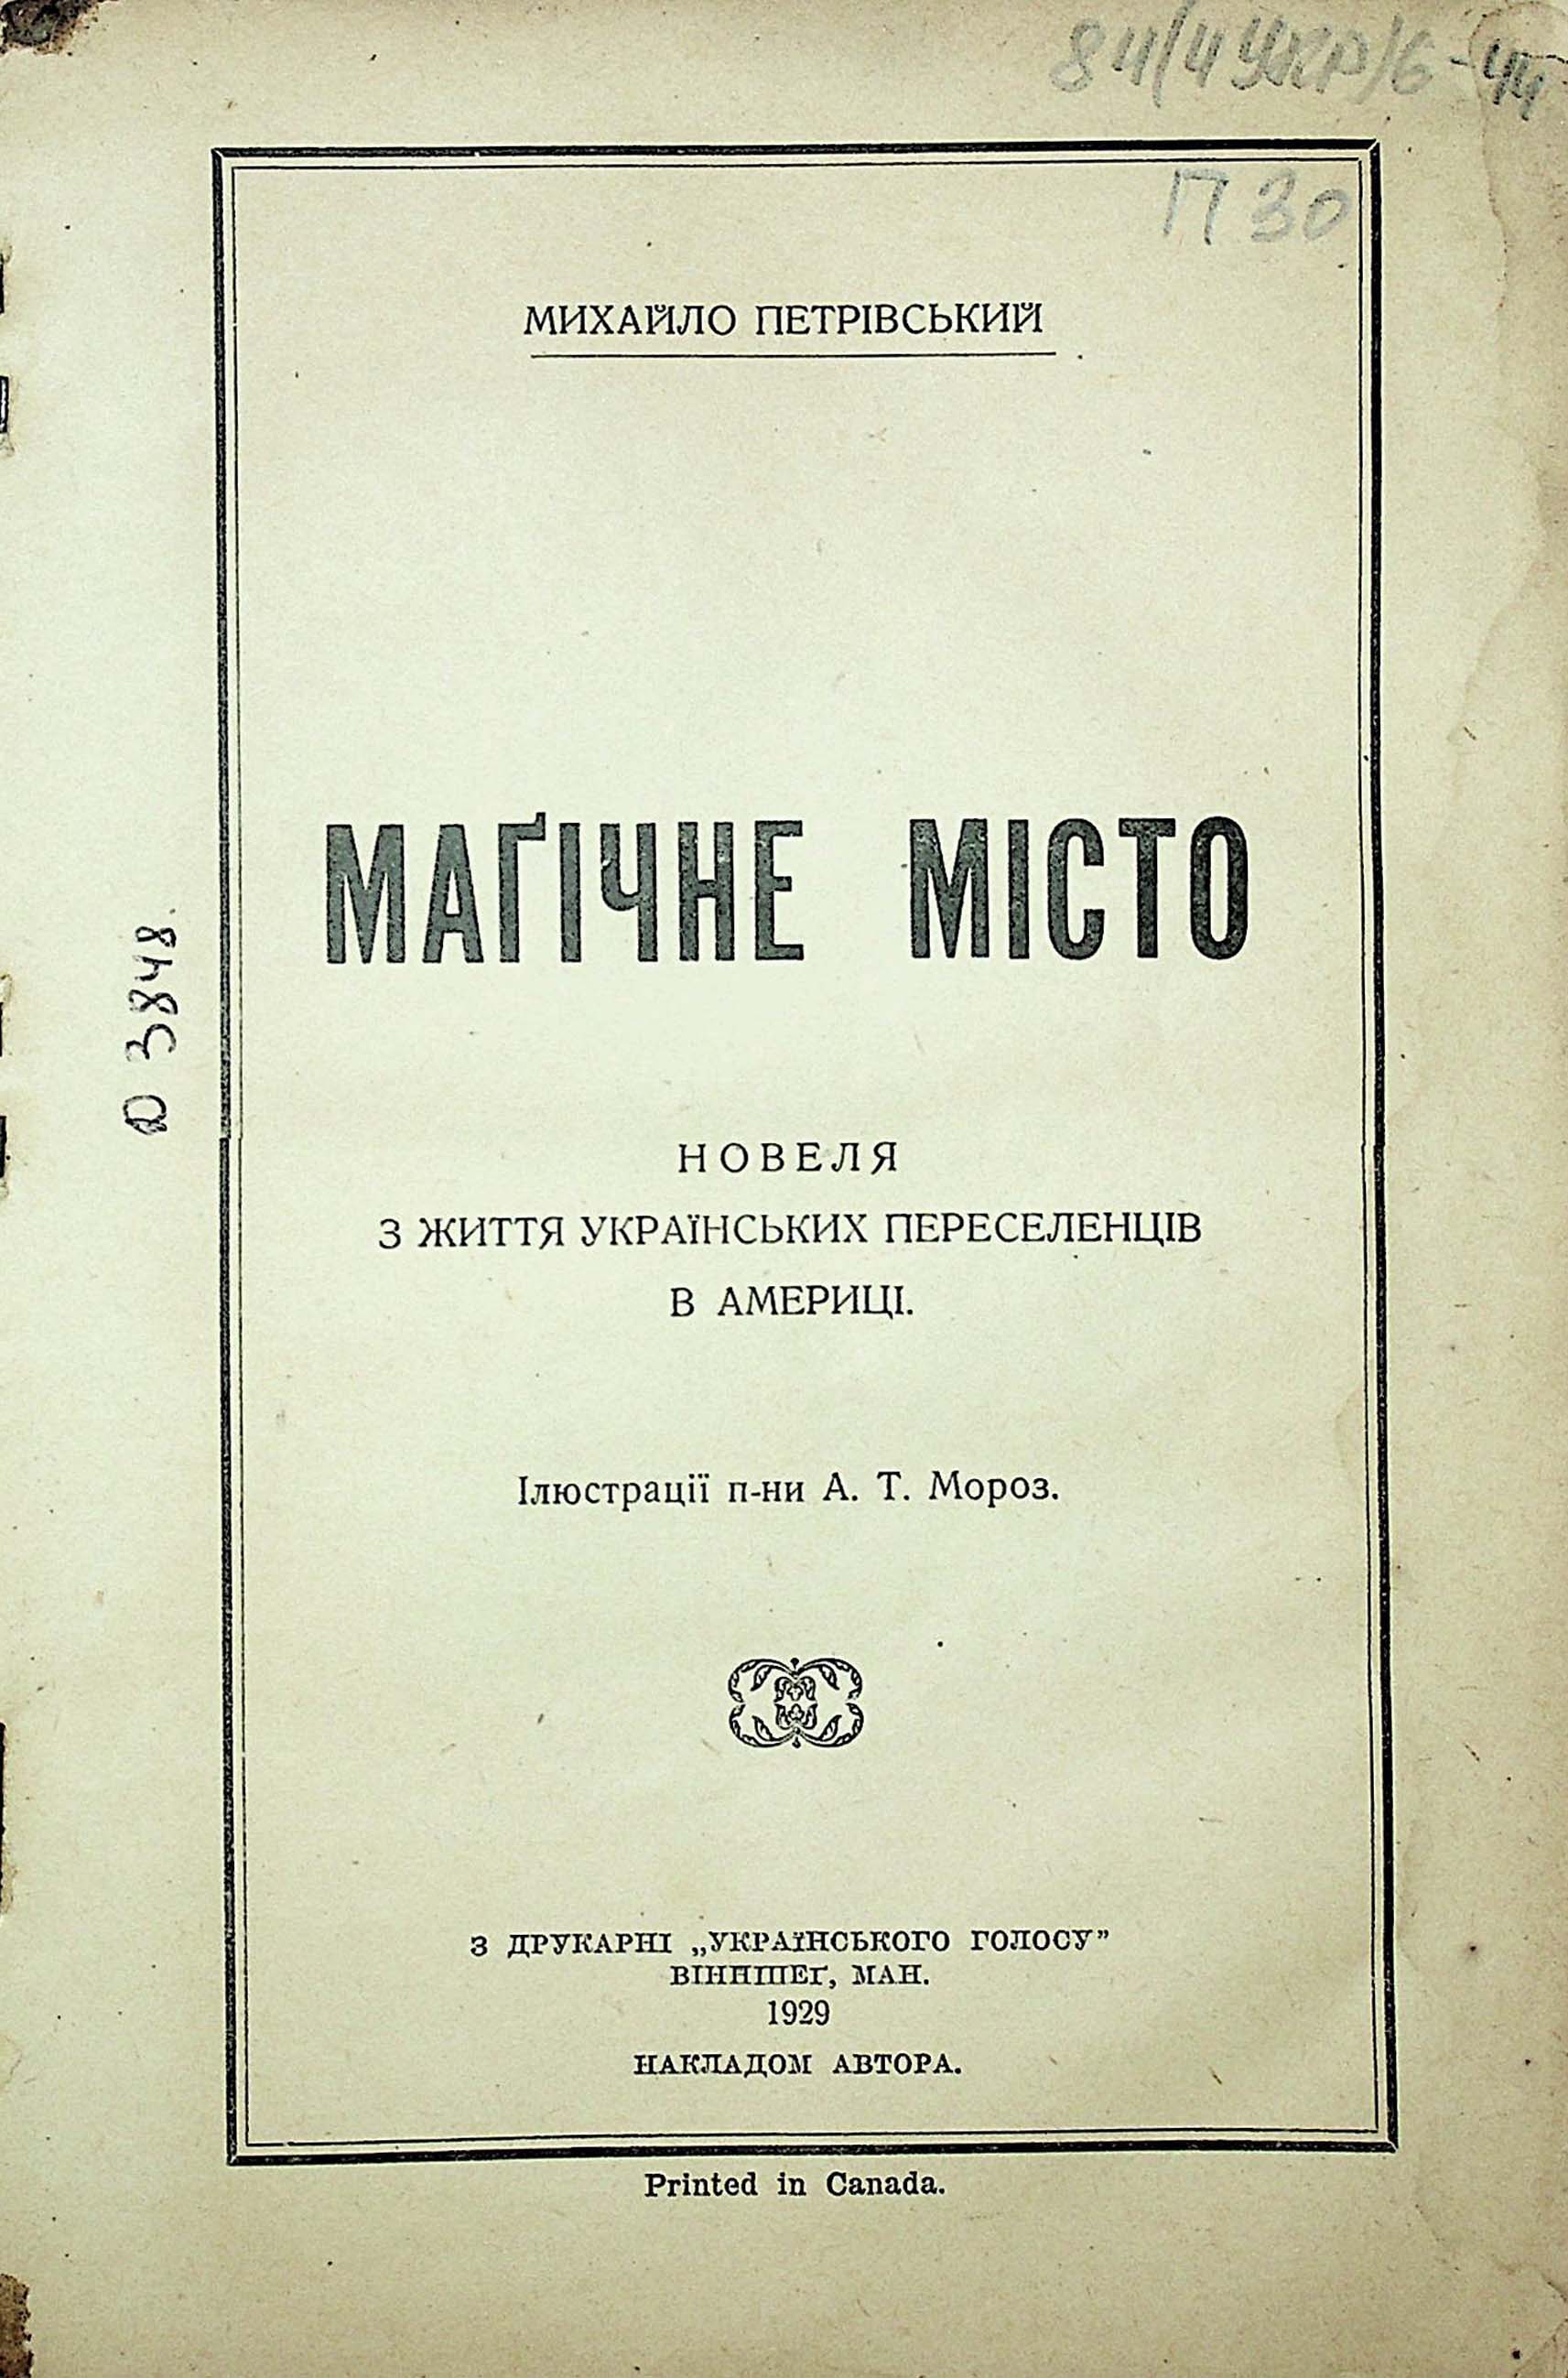 84(4УКР)6-44
П 30
МИХАЙЛО ПЕТРІВСЬКИЙ
МАҐІЧНЕ МІСТО
3848.
НОВЕЛЯ
З ЖИТТЯ УКРАЇНСЬКИХ ПЕРЕСЕЛЕНЦІВ
В АМЕРИЦІ.
Ілюстрації п-ни А. Т. Мороз.
З ДРУКАРНІ „УКРАЇНСЬКОГО ГОЛОСУ”
ВІННІПЕҐ, МАН.
1929
НАКЛАДОМ АВТОРА.
Printed in Canada.